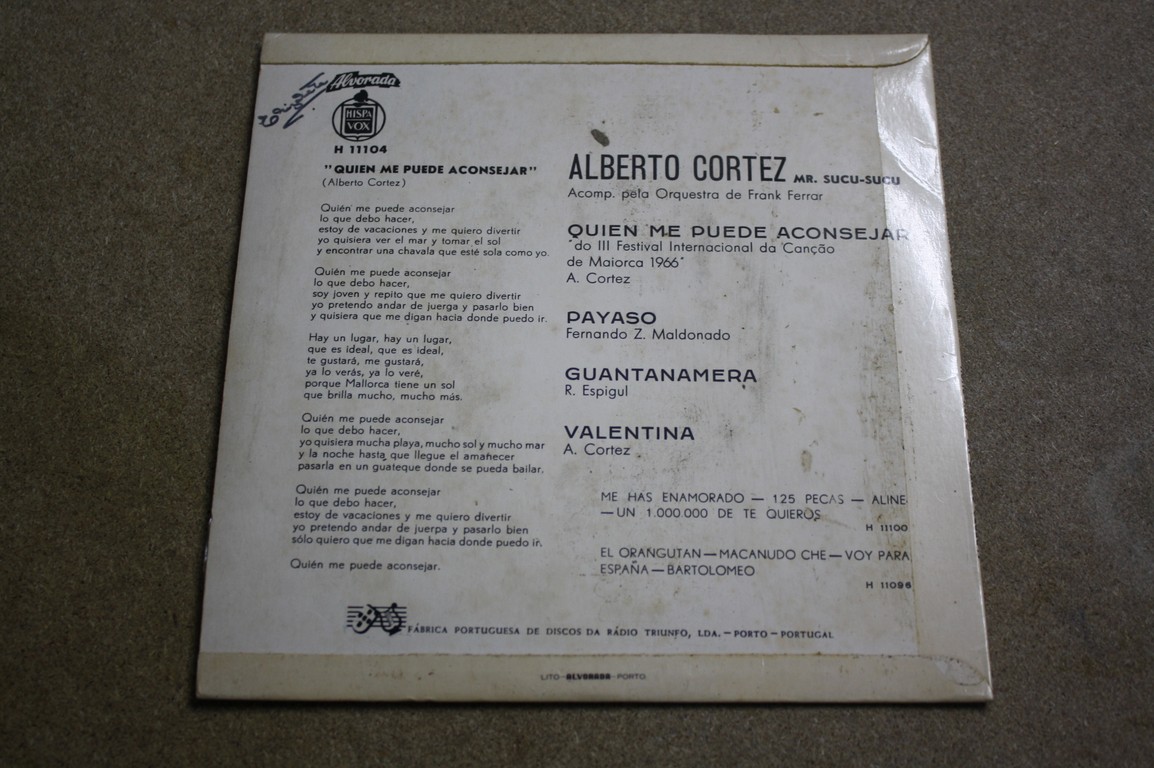 Alvorada
HISPA
VOX
H 11104
"QUIEN ME PUEDE ACONSEJAR"
(Alberto Cortez)
Quién me puede aconsejar
lo que debo hacer,
estoy de vacaciones y me quiero divertir
yo quisiera ver el mar y tomar el sol
y encontrar una chavala que esté sola como yo.
Quién me puede aconsejar
lo que debo hacer,
soy joven y repito que me quiero divertir
yo pretendo andar de juerga y pasarlo bien
y quisiera que me digan hacia donde puedo ir.
Hay un lugar, hay un lugar,
que es ideal, que es ideal,
te gustará, me gustará,
ya lo verás, ya lo veré,
porque Mallorca tiene un sol
que brilla mucho, mucho más.
Quién me puede aconsejar
lo que debo hacer,
yo quisiera mucha playa, mucho sol y mucho mar
y la noche hasta que llegue el amañecer
pasarla en un guateque donde se pueda bailar.
Quién me puede aconsejar
lo que debo hacer,
estoy de vacaciones y me quiero divertir
yo pretendo andar de juerpa y pasarlo bien
sólo quiero que me digan hacia donde puedo ir.
Quién me puede aconsejar.
ALBERTO CORTEZ MR. SUCU-SUCU
Acomp. pela Orquestra de Frank Ferrar
QUIEN ME PUEDE ACONSEJAR
"do III Festival Internacional da Canção
de Maiorca 1966"
A. Cortez
PAYASO
Fernando Z. Maldonado
GUANTANAMERA
R. Espigul
VALENTINA
A. Cortez
ME HAS ENAMORADO — 125 PECAS — ALINE
— UN 1.000.000 DE TE QUIEROS
H 11100
EL ORANGUTAN — MACANUDO CHE — VOY PARA
ESPAÑA — BARTOLOMEO
H 11096
FÁBRICA PORTUGUESA DE DISCOS DA RÁDIO TRIUNFO, LDA. — PORTO — PORTUGAL
LITO-ALVORADA-PORTO